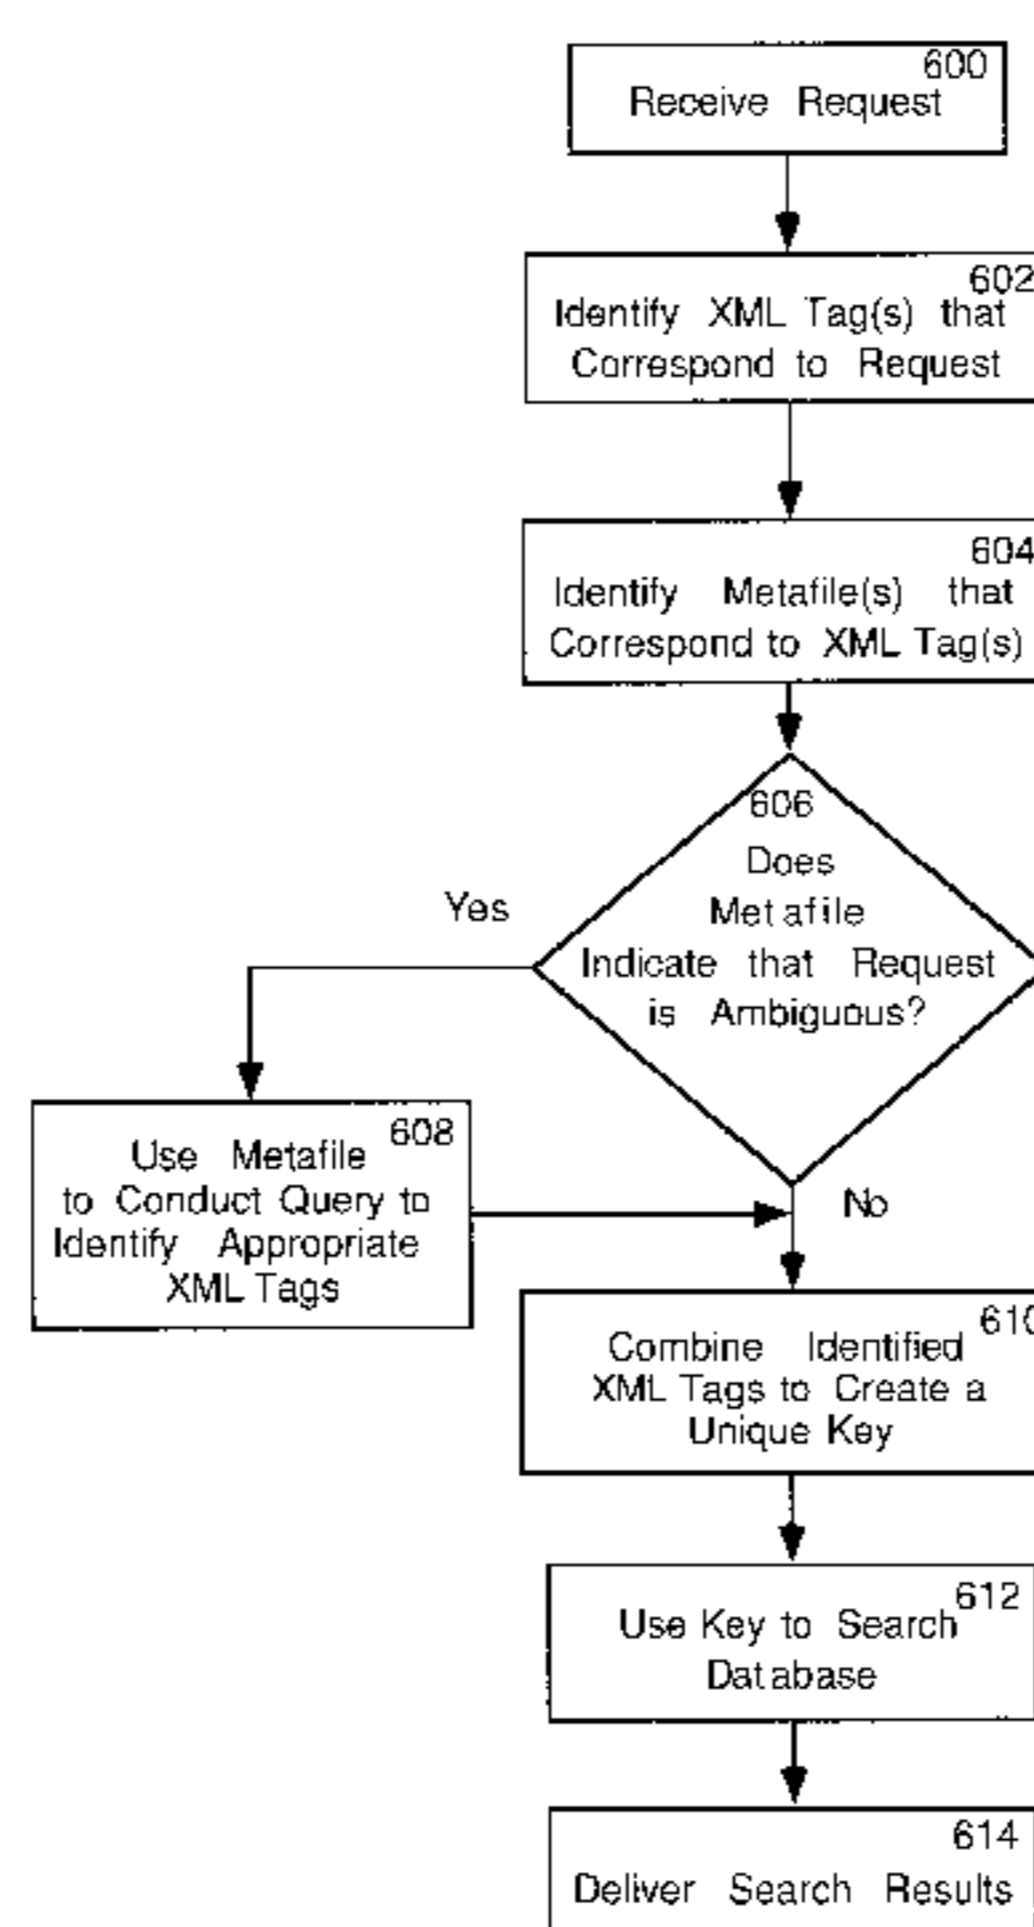 600
Receive Request
602
Identify XML Tag(s) that
Correspond to Request
604
Identify Metafile(s) that
Correspond to XML Tag(s)
606
Does
Metafile
Indicate that Request
is Ambiguous?
Yes
608
Use Metafile
to Conduct Query to
Identify Appropriate
XML Tags
No
610
Combine Identified
XML Tags to Create a
Unique Key
612
Use Key to Search
Database
614
Deliver Search Results